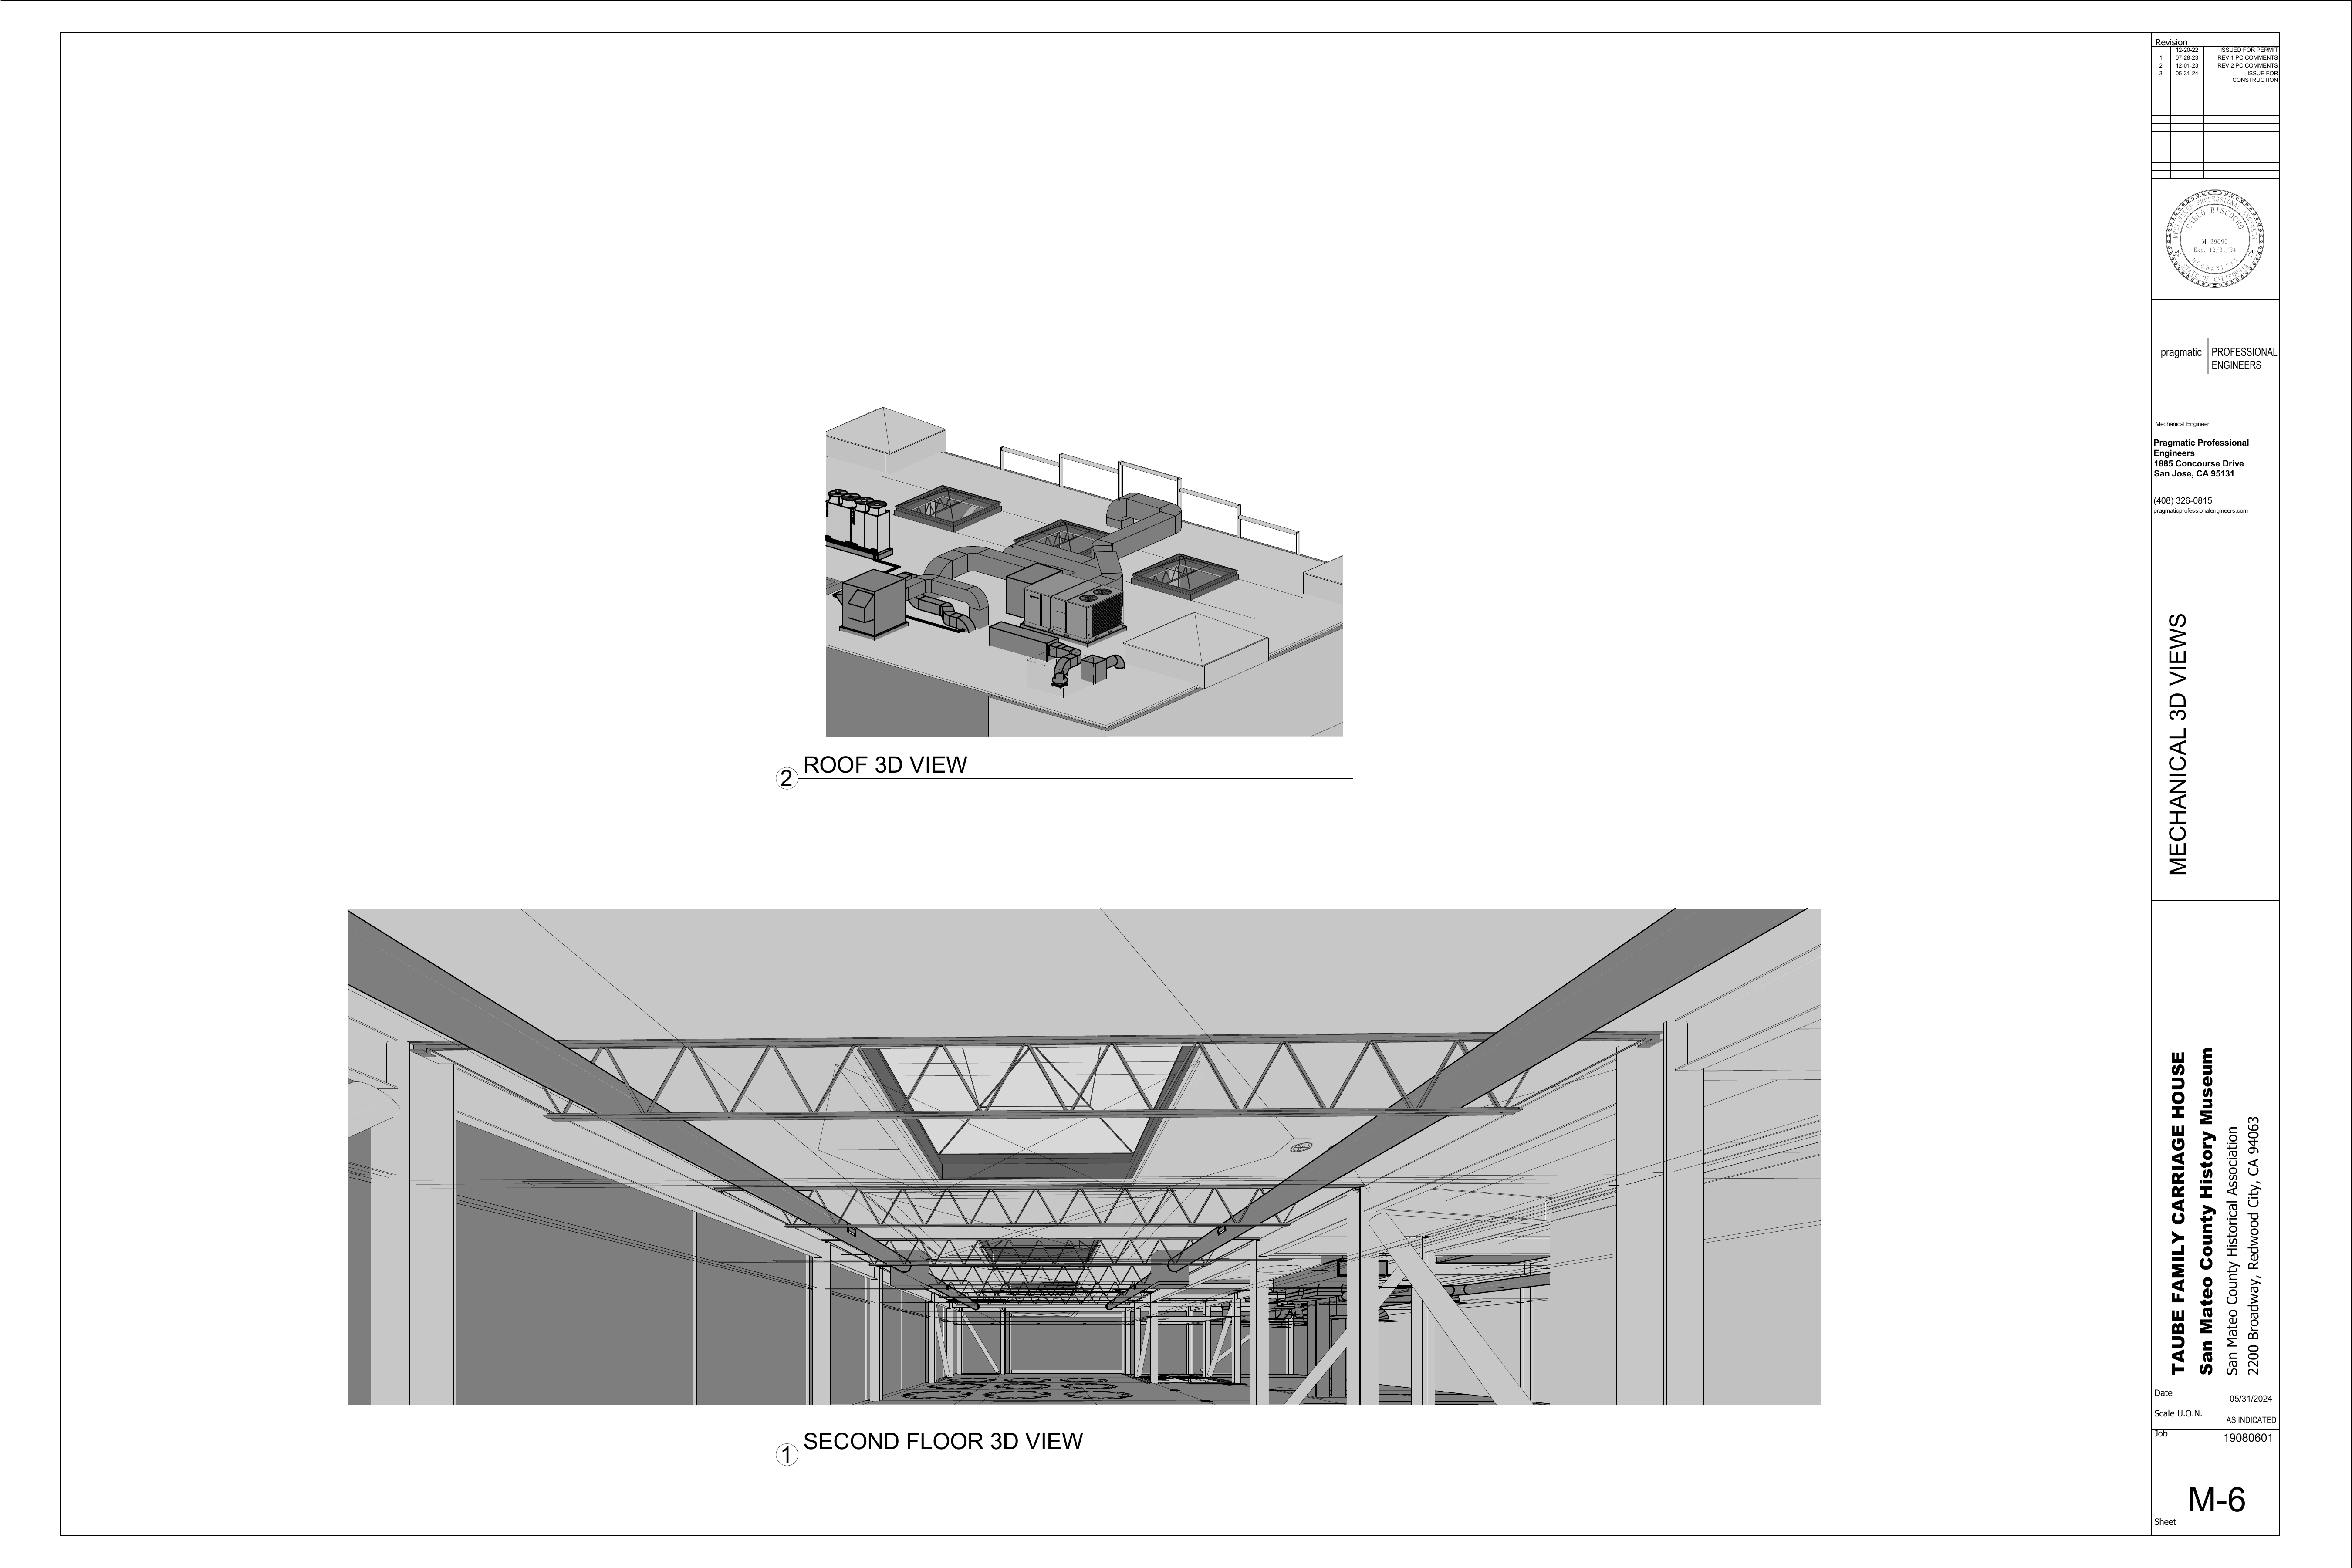 Revision
12-20-22 ISSUED FOR PERMIT
1 07-28-23 REV 1 PC COMMENTS
2 12-01-23 REV 2 PC COMMENTS
3 05-31-24 ISSUE FOR
CONSTRUCTION
REGISTERED PROFESSIONAL ENGINEER
CARLO BISCOCHO
M 39690
Exp. 12/31/24
MECHANICAL
STATE OF CALIFORNIA
pragmatic PROFESSIONAL
ENGINEERS
Mechanical Engineer
Pragmatic Professional
Engineers
1885 Concourse Drive
San Jose, CA 95131
(408) 326-0815
pragmaticprofessionalengineers.com
MECHANICAL 3D VIEWS
TAUBE FAMILY CARRIAGE HOUSE
San Mateo County History Museum
San Mateo County Historical Association
2200 Broadway, Redwood City, CA 94063
Date 05/31/2024
Scale U.O.N. AS INDICATED
Job 19080601
M-6
Sheet
2 ROOF 3D VIEW
1 SECOND FLOOR 3D VIEW